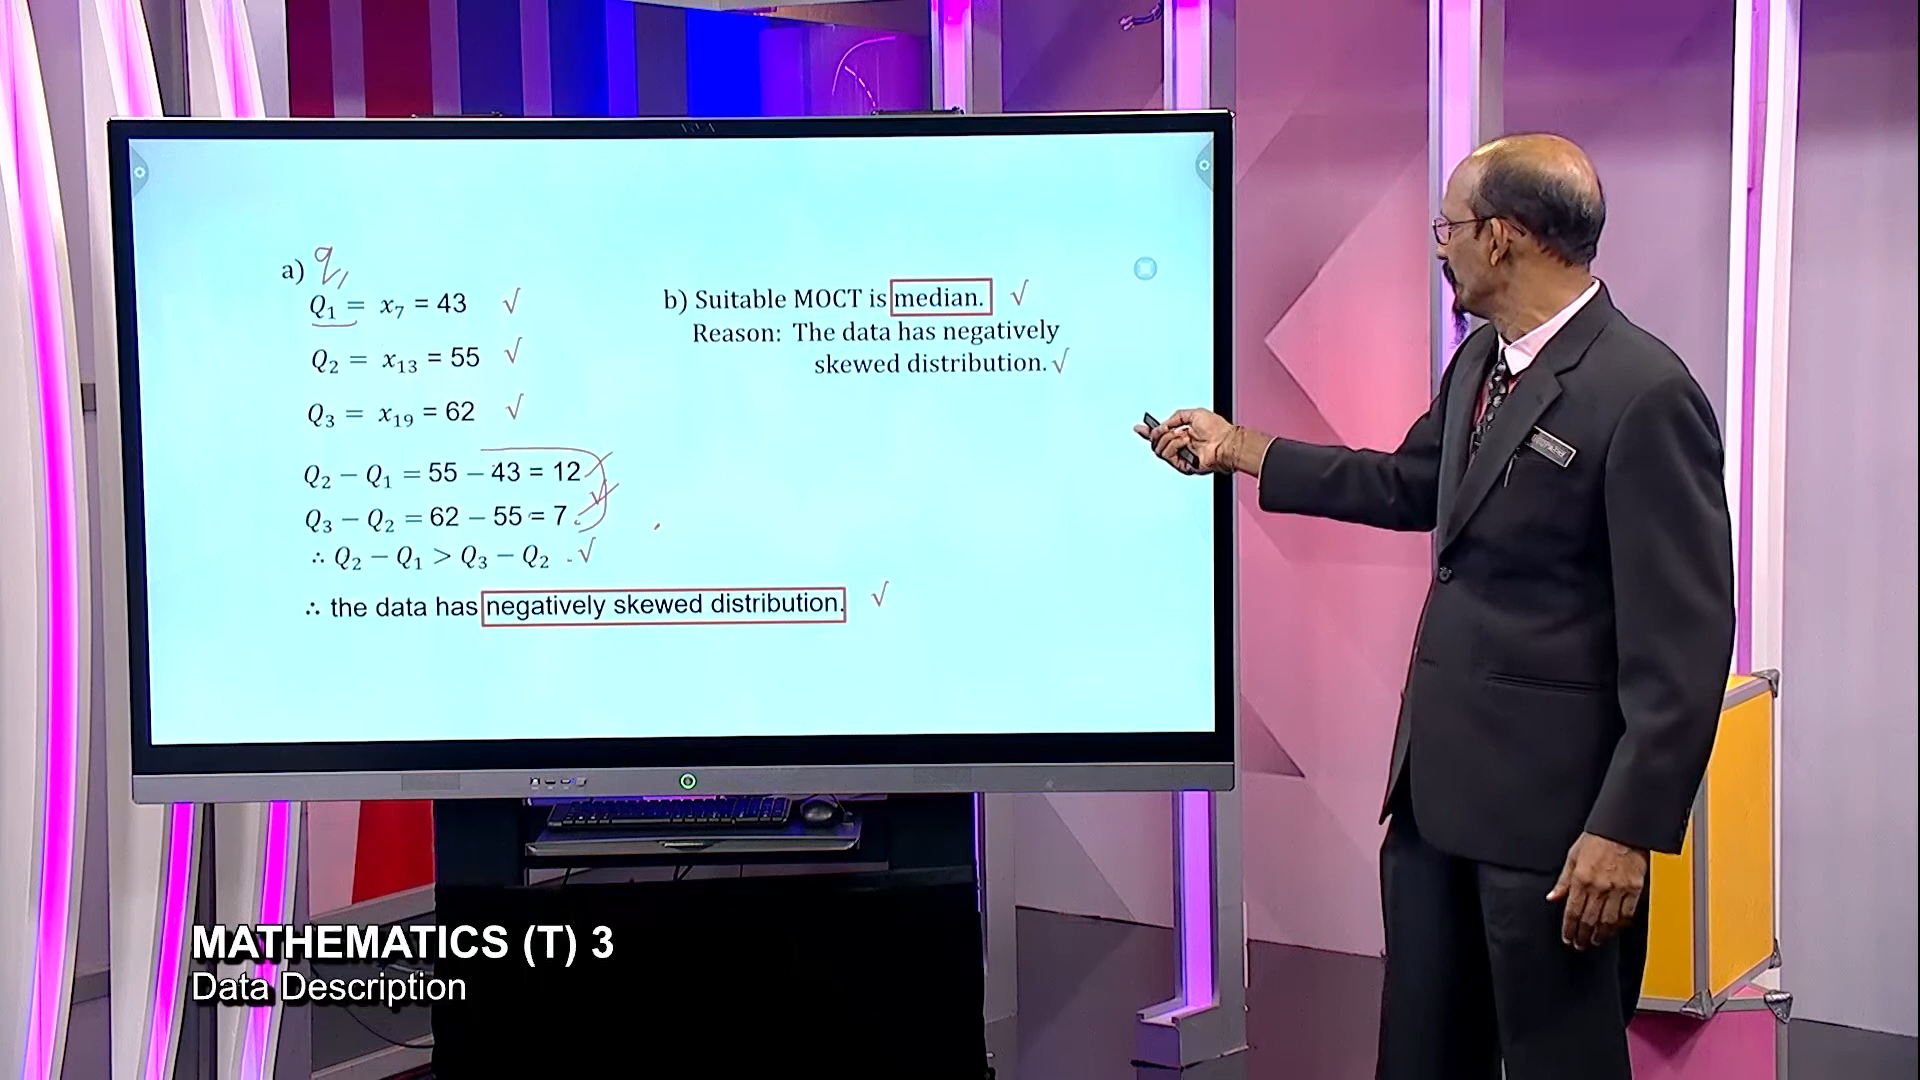 a) q₁
Q₁ = x₇ = 43 √
Q₂ = x₁₃ = 55 √
Q₃ = x₁₉ = 62 √
Q₂ − Q₁ = 55 − 43 = 12
Q₃ − Q₂ = 62 − 55 = 7
∴ Q₂ − Q₁ > Q₃ − Q₂ √
∴ the data has negatively skewed distribution. √
b) Suitable MOCT is median. √
Reason: The data has negatively
skewed distribution. √
MATHEMATICS (T) 3
Data Description